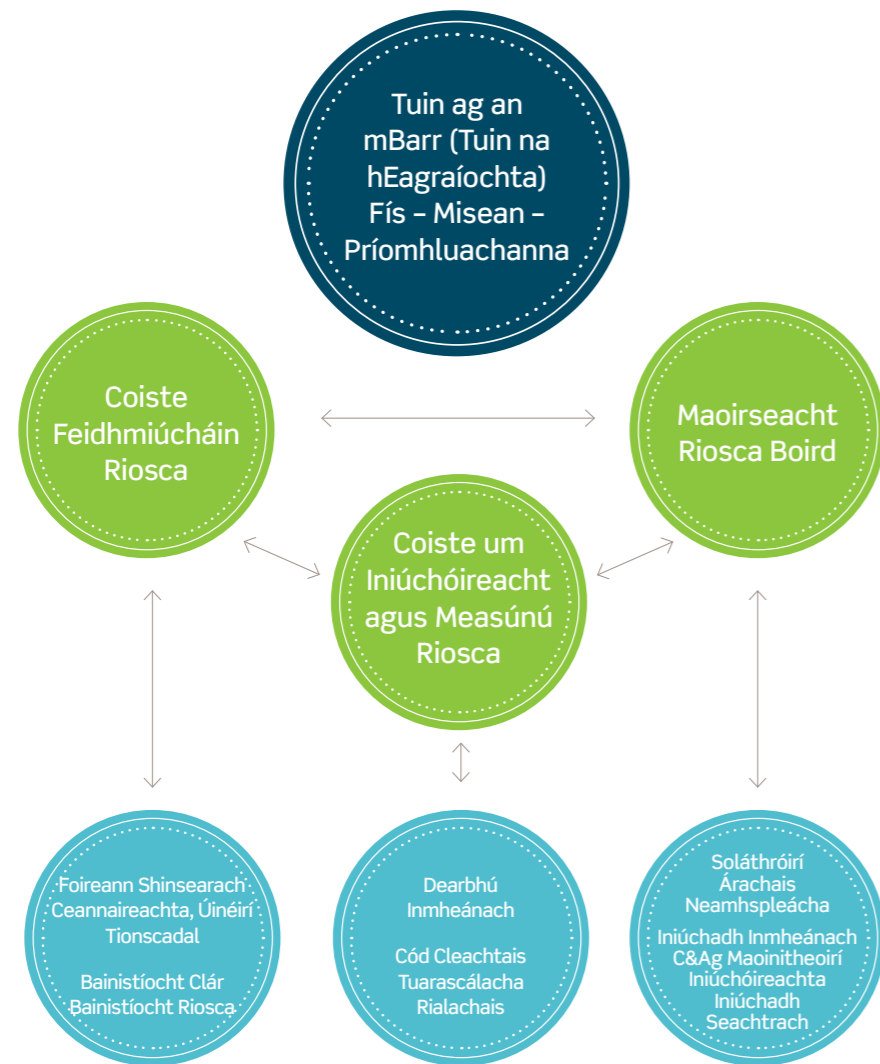 Tuin ag an
mBarr (Tuin na
hEagraíochta)
Fís – Misean –
Príomhluachanna
Coiste
Feidhmiúcháin
Riosca
Maoirseacht
Riosca Boird
Coiste um
Iniúchóireacht
agus Measúnú
Riosca
Foireann Shinsearach
Ceannaireachta, Úinéirí
Tionscadal
Bainistíocht Clár
Bainistíocht Riosca
Dearbhú
Inmheánach
Cód Cleachtais
Tuarascálacha
Rialachais
Soláthróirí
Árachais
Neamhspleácha
Iniúchadh Inmheánach
C&Ag Maoinitheoirí
Iniúchóireachta
Iniúchadh
Seachtrach